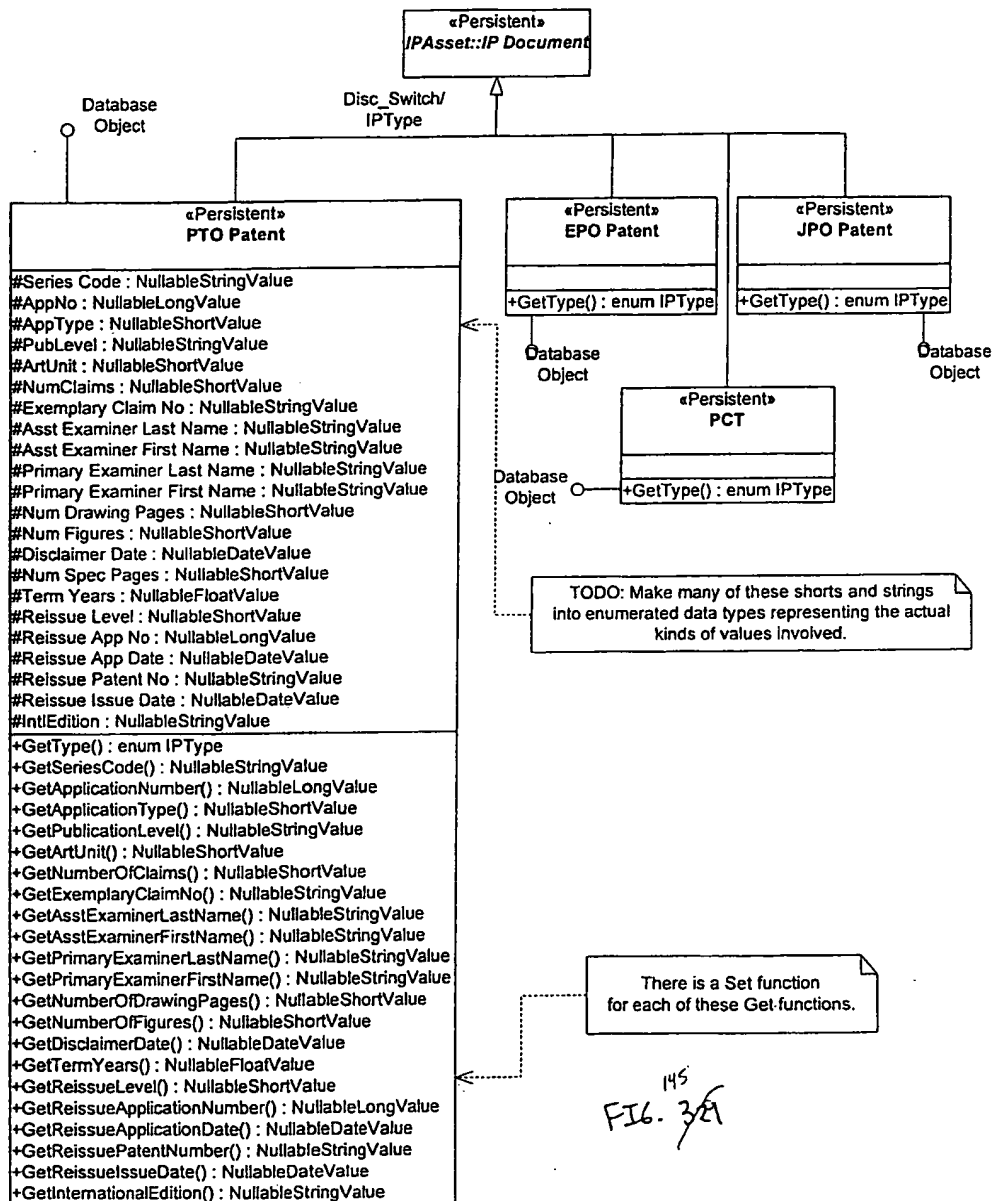 «Persistent»
IPAsset::IP Document
Disc_Switch/
IPType
Database
Object
«Persistent»
PTO Patent
#Series Code : NullableStringValue
#AppNo : NullableLongValue
#AppType : NullableShortValue
#PubLevel : NullableStringValue
#ArtUnit : NullableShortValue
#NumClaims : NullableShortValue
#Exemplary Claim No : NullableStringValue
#Asst Examiner Last Name : NullableStringValue
#Asst Examiner First Name : NullableStringValue
#Primary Examiner Last Name : NullableStringValue
#Primary Examiner First Name : NullableStringValue
#Num Drawing Pages : NullableShortValue
#Num Figures : NullableShortValue
#Disclaimer Date : NullableDateValue
#Num Spec Pages : NullableShortValue
#Term Years : NullableFloatValue
#Reissue Level : NullableShortValue
#Reissue App No : NullableLongValue
#Reissue App Date : NullableDateValue
#Reissue Patent No : NullableStringValue
#Reissue Issue Date : NullableDateValue
#IntlEdition : NullableStringValue
+GetType() : enum IPType
+GetSeriesCode() : NullableStringValue
+GetApplicationNumber() : NullableLongValue
+GetApplicationType() : NullableShortValue
+GetPublicationLevel() : NullableStringValue
+GetArtUnit() : NullableShortValue
+GetNumberOfClaims() : NullableShortValue
+GetExemplaryClaimNo() : NullableStringValue
+GetAsstExaminerLastName() : NullableStringValue
+GetAsstExaminerFirstName() : NullableStringValue
+GetPrimaryExaminerLastName() : NullableStringValue
+GetPrimaryExaminerFirstName() : NullableStringValue
+GetNumberOfDrawingPages() : NullableShortValue
+GetNumberOfFigures() : NullableShortValue
+GetDisclaimerDate() : NullableDateValue
+GetTermYears() : NullableFloatValue
+GetReissueLevel() : NullableShortValue
+GetReissueApplicationNumber() : NullableLongValue
+GetReissueApplicationDate() : NullableDateValue
+GetReissuePatentNumber() : NullableStringValue
+GetReissueIssueDate() : NullableDateValue
+GetInternationalEdition() : NullableStringValue
«Persistent»
EPO Patent
+GetType() : enum IPType
Database
Object
«Persistent»
JPO Patent
+GetType() : enum IPType
Database
Object
«Persistent»
PCT
+GetType() : enum IPType
Database
Object
TODO: Make many of these shorts and strings
into enumerated data types representing the actual
kinds of values involved.
There is a Set function
for each of these Get functions.
145
FIG.